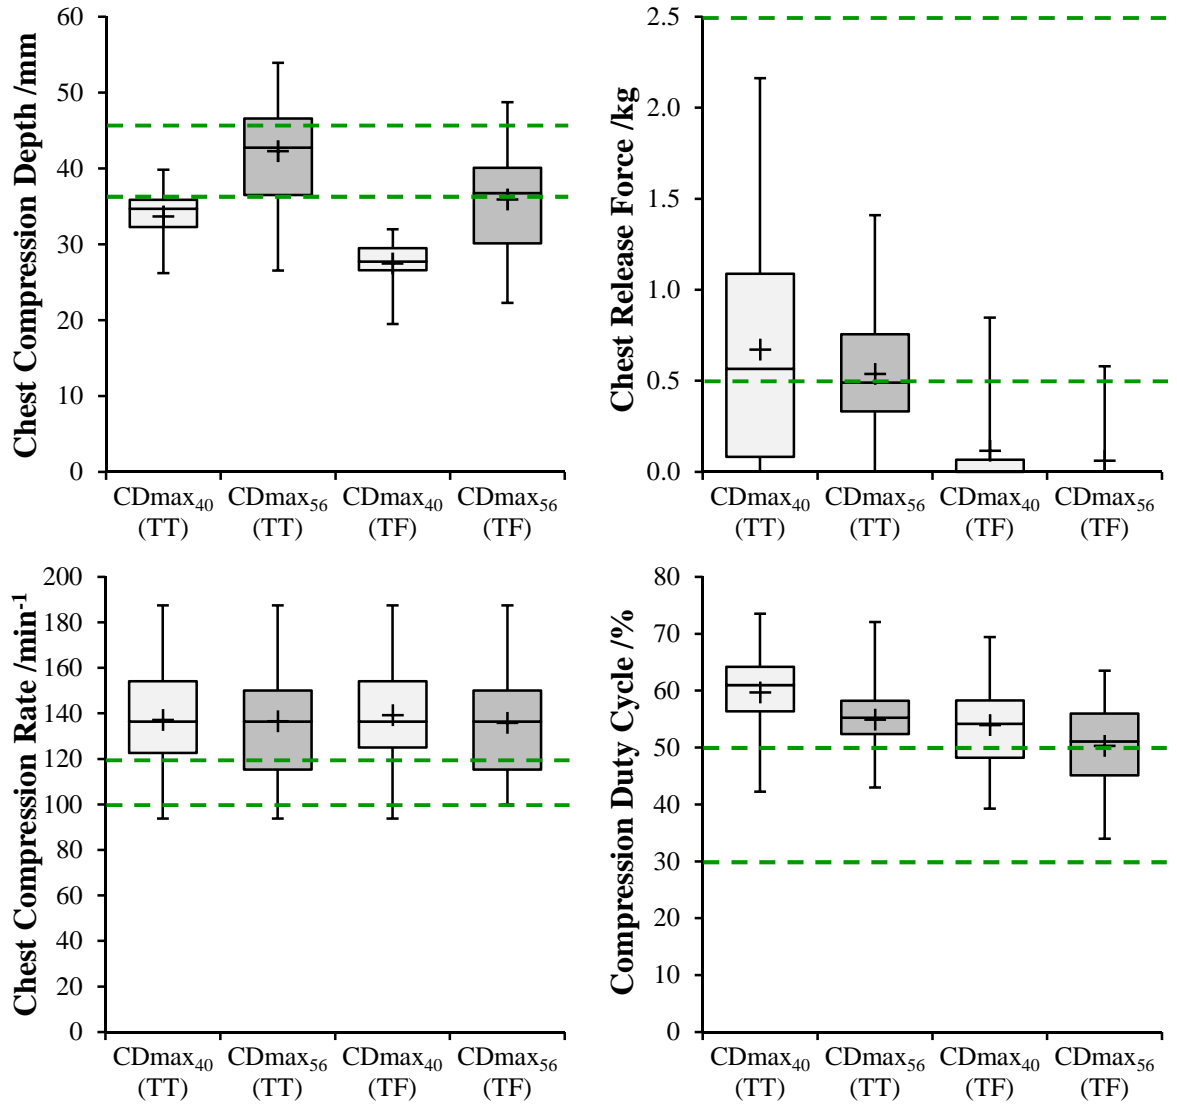 Chest Compression Depth /mm
60
50
40
30
20
10
0
CDmax40 CDmax56 CDmax40 CDmax56
(TT) (TT) (TF) (TF)
Chest Release Force /kg
2.5
2.0
1.5
1.0
0.5
0.0
CDmax40 CDmax56 CDmax40 CDmax56
(TT) (TT) (TF) (TF)
Chest Compression Rate /min-1
200
180
160
140
120
100
80
60
40
20
0
CDmax40 CDmax56 CDmax40 CDmax56
(TT) (TT) (TF) (TF)
Compression Duty Cycle /%
80
70
60
50
40
30
20
10
0
CDmax40 CDmax56 CDmax40 CDmax56
(TT) (TT) (TF) (TF)